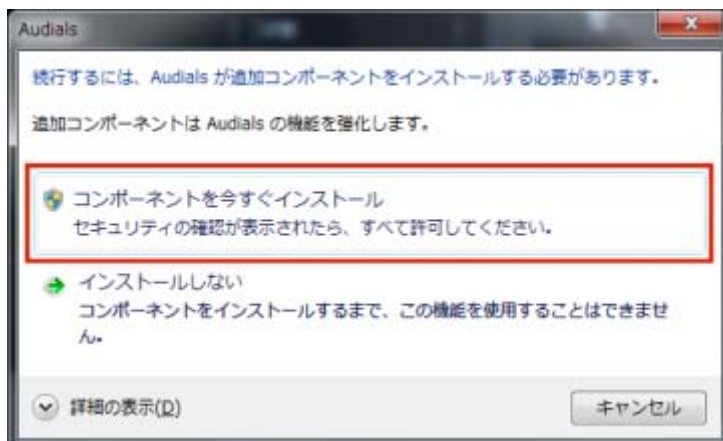 Audials
続行するには、Audials が追加コンポーネントをインストールする必要があります。
追加コンポーネントは Audials の機能を強化します。
コンポーネントを今すぐインストール
セキュリティの確認が表示されたら、すべて許可してください。
インストールしない
コンポーネントをインストールするまで、この機能を使用することはできませ
ん。
詳細の表示(D)
キャンセル